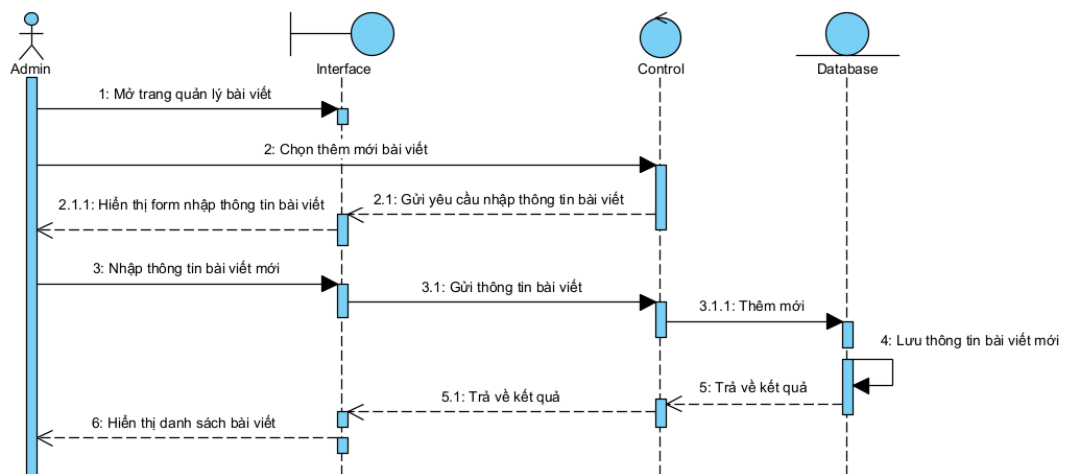 Admin
Interface
Control
Database
1: Mở trang quản lý bài viết
2: Chọn thêm mới bài viết
2.1: Gửi yêu cầu nhập thông tin bài viết
2.1.1: Hiển thị form nhập thông tin bài viết
3: Nhập thông tin bài viết mới
3.1: Gửi thông tin bài viết
3.1.1: Thêm mới
4: Lưu thông tin bài viết mới
5: Trả về kết quả
5.1: Trả về kết quả
6: Hiển thị danh sách bài viết